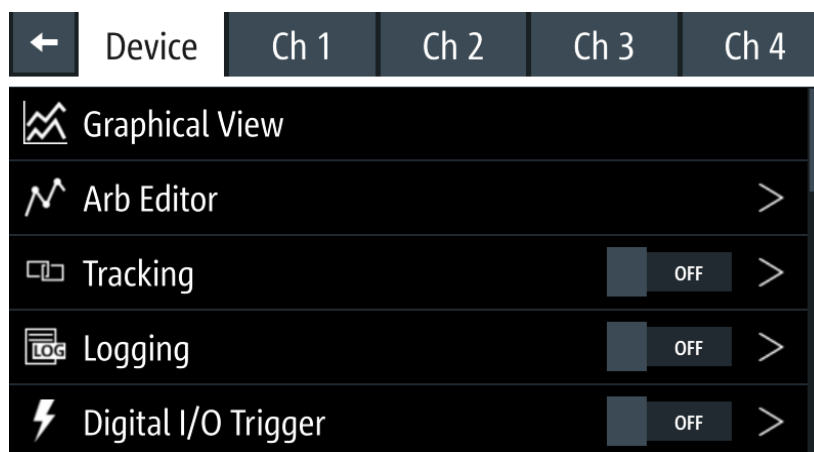 Device Ch 1 Ch 2 Ch 3 Ch 4
Graphical View
Arb Editor
Tracking OFF
LOG Logging OFF
Digital I/O Trigger OFF